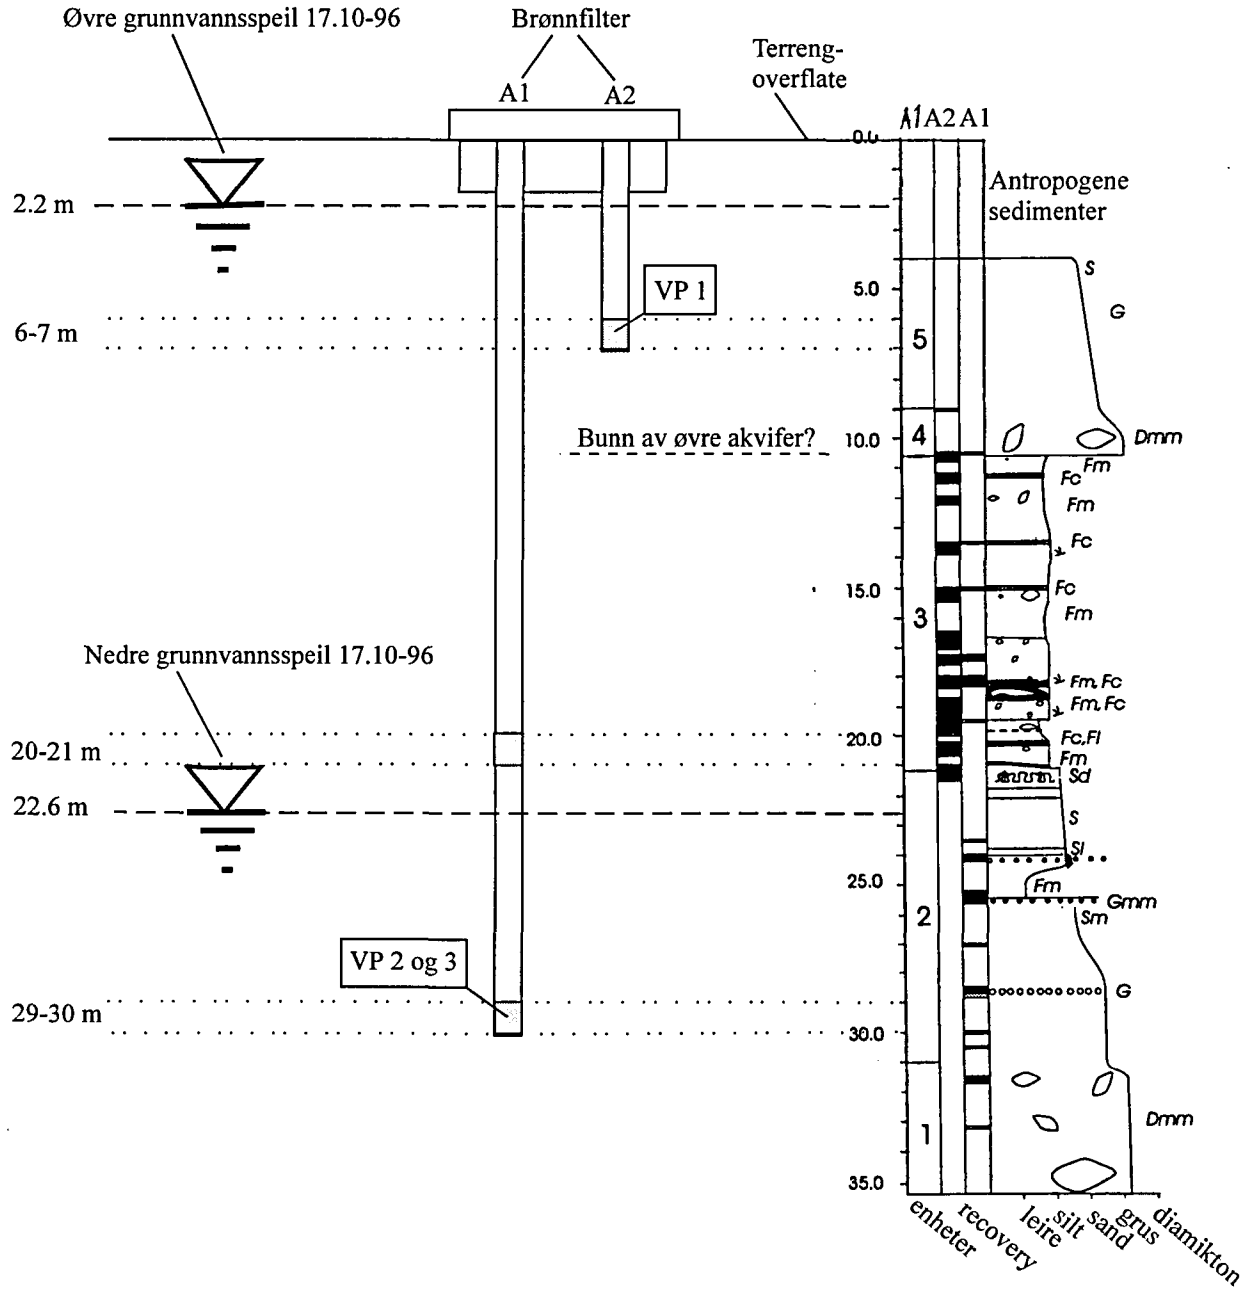 Øvre grunnvannsspeil 17.10-96
Brønnfilter
A1
A2
Terreng-
overflate
A1 A2 A1
0.0
2.2 m
Antropogene
sedimenter
S
5.0
VP 1
G
6-7 m
5
4
Bunn av øvre akvifer?
10.0
Dmm
Fm
Fc
Fm
Fc
15.0
Fc
3
Fm
Nedre grunnvannsspeil 17.10-96
Fm, Fc
Fm, Fc
20-21 m
20.0
Fc, Fl
Fm
Sd
22.6 m
S
Sl
25.0
Fm
Gmm
2
Sm
VP 2 og 3
G
29-30 m
30.0
1
Dmm
35.0
enheter
recovery
leire
silt
sand
grus
diamikton